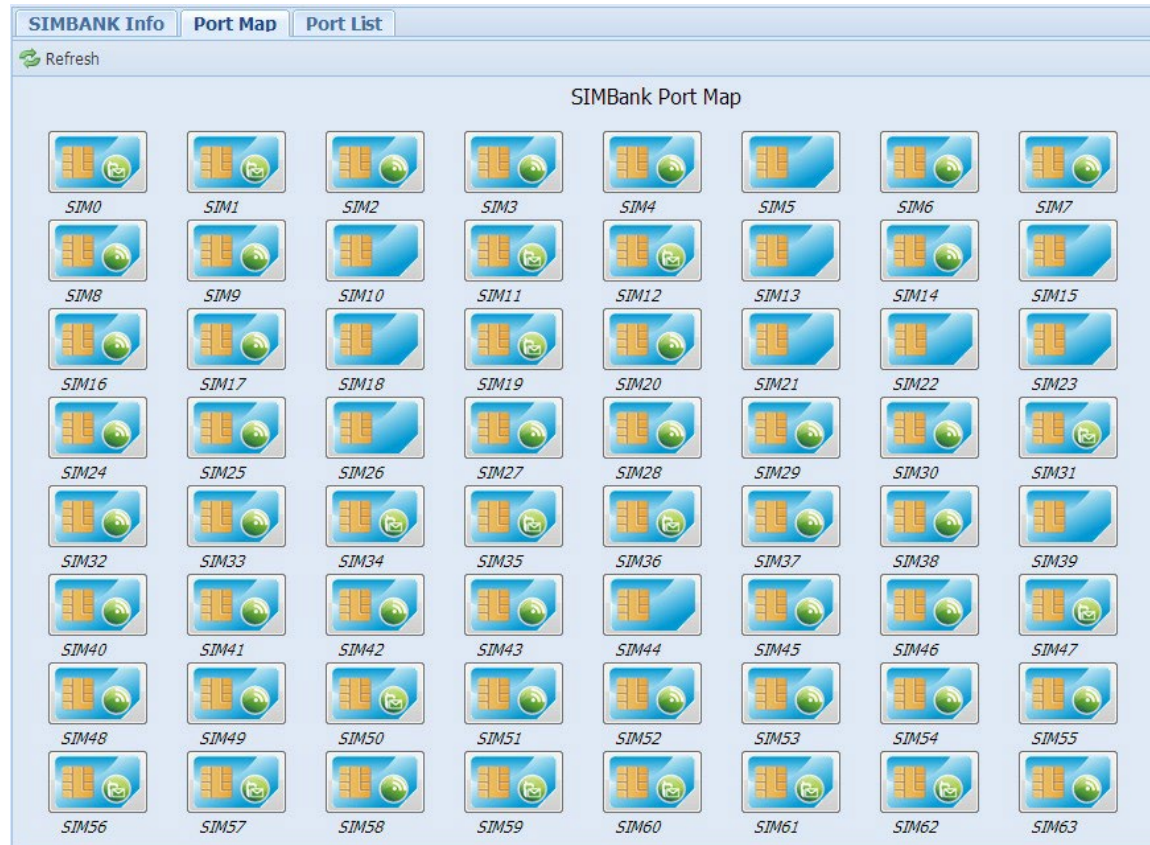 SIMBANK Info Port Map Port List
Refresh
SIMBank Port Map
SIM0 SIM1 SIM2 SIM3 SIM4 SIM5 SIM6 SIM7
SIM8 SIM9 SIM10 SIM11 SIM12 SIM13 SIM14 SIM15
SIM16 SIM17 SIM18 SIM19 SIM20 SIM21 SIM22 SIM23
SIM24 SIM25 SIM26 SIM27 SIM28 SIM29 SIM30 SIM31
SIM32 SIM33 SIM34 SIM35 SIM36 SIM37 SIM38 SIM39
SIM40 SIM41 SIM42 SIM43 SIM44 SIM45 SIM46 SIM47
SIM48 SIM49 SIM50 SIM51 SIM52 SIM53 SIM54 SIM55
SIM56 SIM57 SIM58 SIM59 SIM60 SIM61 SIM62 SIM63